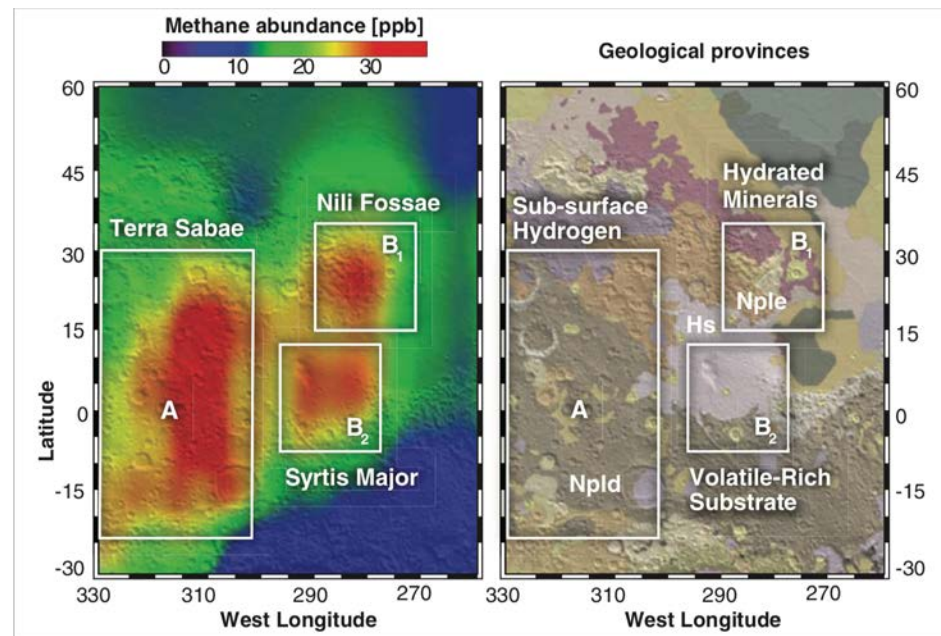 Methane abundance [ppb]
0 10 20 30
Geological provinces
60
45
30
15
0
-15
-30
Latitude
Terra Sabae
Nili Fossae
B1
A
B2
Syrtis Major
330 310 290 270
West Longitude
Sub-surface
Hydrogen
Hydrated
Minerals
B1
Nple
Hs
A
B2
Npld
Volatile-Rich
Substrate
60
45
30
15
0
-15
-30
330 310 290 270
West Longitude